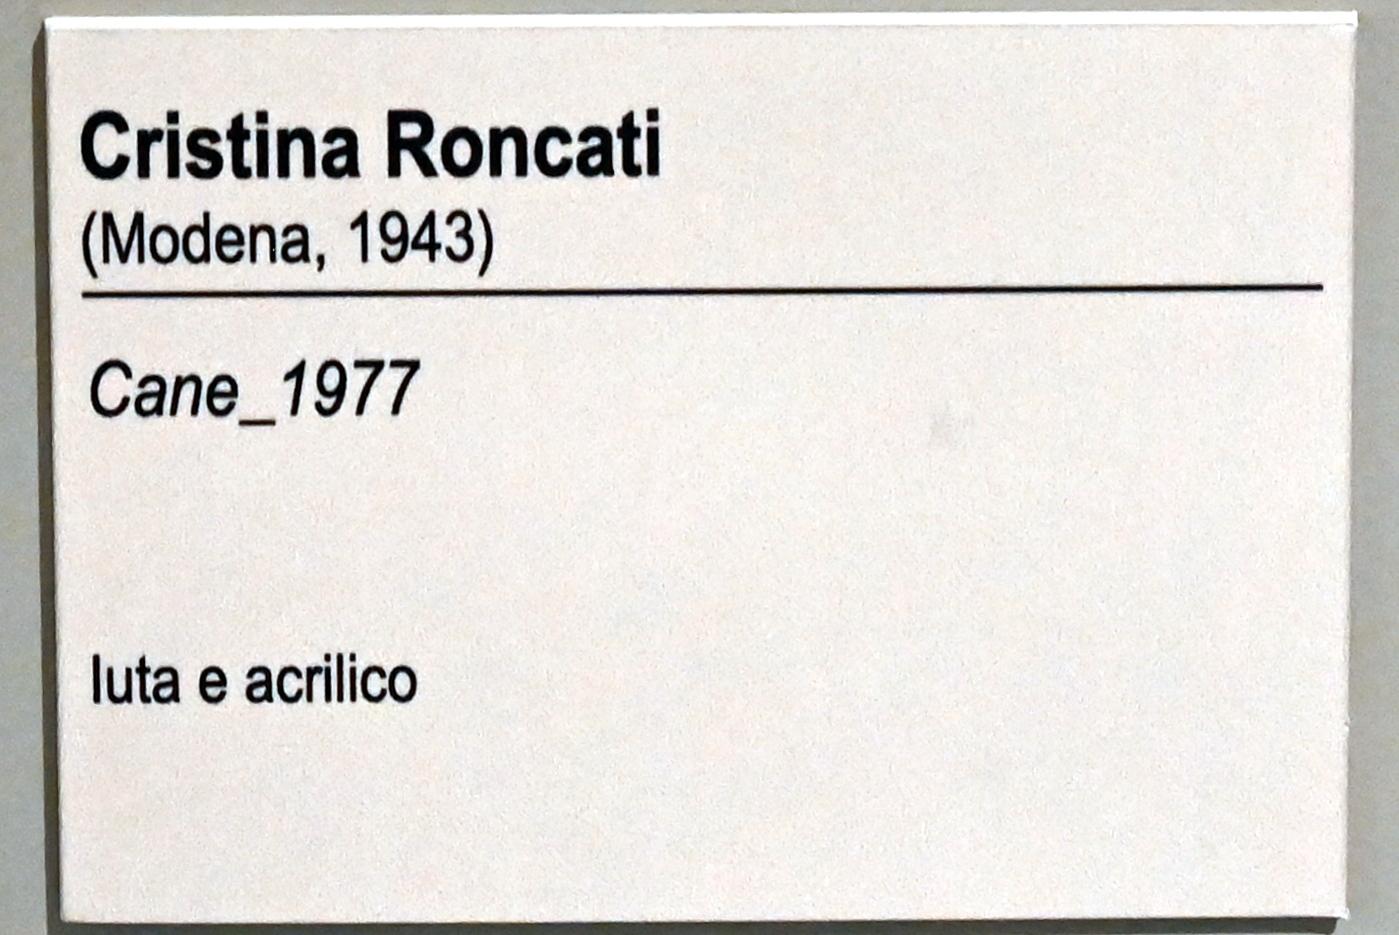 Cristina Roncati
(Modena, 1943)
Cane_1977
Iuta e acrilico